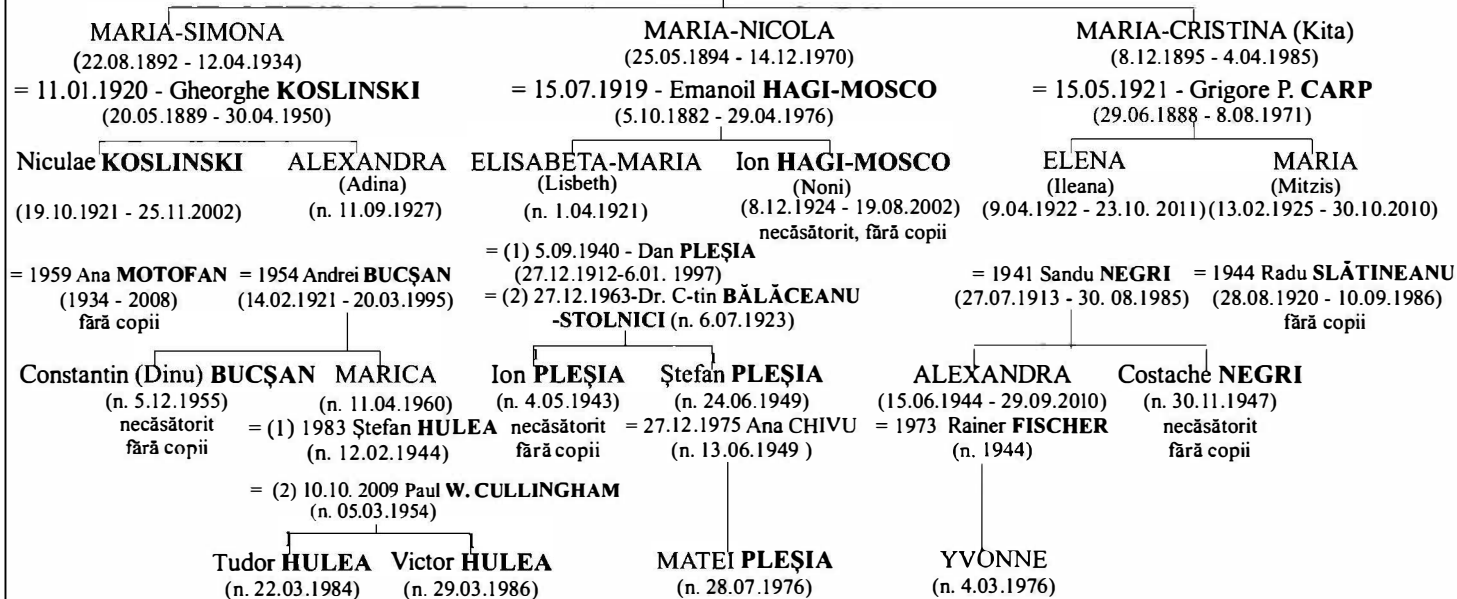 MARIA-SIMONA
(22.08.1892 - 12.04.1934)
= 11.01.1920 - Gheorghe KOSLINSKI
(20.05.1889 - 30.04.1950)
MARIA-NICOLA
(25.05.1894 - 14.12.1970)
= 15.07.1919 - Emanoil HAGI-MOSCO
(5.10.1882 - 29.04.1976)
MARIA-CRISTINA (Kita)
(8.12.1895 - 4.04.1985)
= 15.05.1921 - Grigore P. CARP
(29.06.1888 - 8.08.1971)
Niculae KOSLINSKI
(19.10.1921 - 25.11.2002)
= 1959 Ana MOTOFAN
(1934 - 2008)
fără copii
ALEXANDRA
(Adina)
(n. 11.09.1927)
= 1954 Andrei BUCȘAN
(14.02.1921 - 20.03.1995)
ELISABETA-MARIA
(Lisbeth)
(n. 1.04.1921)
= (1) 5.09.1940 - Dan PLEȘIA
(27.12.1912-6.01. 1997)
= (2) 27.12.1963-Dr. C-tin BĂLĂCEANU
-STOLNICI (n. 6.07.1923)
Ion HAGI-MOSCO
(Noni)
(8.12.1924 - 19.08.2002)
necăsătorit, fără copii
ELENA
(Ileana)
(9.04.1922 - 23.10. 2011)
= 1941 Sandu NEGRI
(27.07.1913 - 30. 08.1985)
MARIA
(Mitzis)
(13.02.1925 - 30.10.2010)
= 1944 Radu SLĂTINEANU
(28.08.1920 - 10.09.1986)
fără copii
Constantin (Dinu) BUCȘAN
(n. 5.12.1955)
necăsătorit
fără copii
MARICA
(n. 11.04.1960)
= (1) 1983 Ștefan HULEA
(n. 12.02.1944)
= (2) 10.10. 2009 Paul W. CULLINGHAM
(n. 05.03.1954)
Ion PLEȘIA
(n. 4.05.1943)
necăsătorit
fără copii
Ștefan PLEȘIA
(n. 24.06.1949)
= 27.12.1975 Ana CHIVU
(n. 13.06.1949 )
ALEXANDRA
(15.06.1944 - 29.09.2010)
= 1973 Rainer FISCHER
(n. 1944)
Costache NEGRI
(n. 30.11.1947)
necăsătorit
fără copii
Tudor HULEA
(n. 22.03.1984)
Victor HULEA
(n. 29.03.1986)
MATEI PLEȘIA
(n. 28.07.1976)
YVONNE
(n. 4.03.1976)